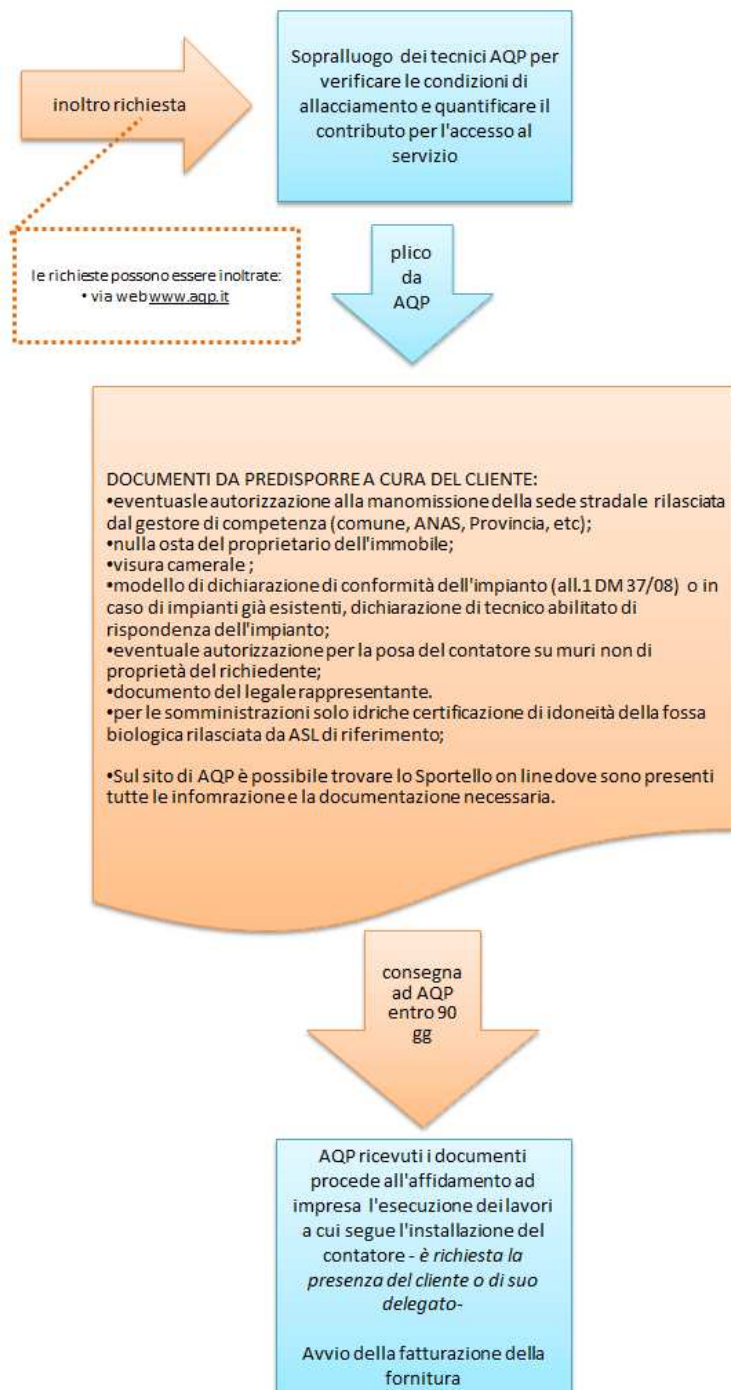 inoltro richiesta
Sopralluogo dei tecnici AQP per
verificare le condizioni di
allacciamento e quantificare il
contributo per l'accesso al
servizio
le richieste possono essere inoltrate:
• via web www.aqp.it
plico
da
AQP
DOCUMENTI DA PREDISPORRE A CURA DEL CLIENTE:
•eventuasle autorizzazione alla manomissione della sede stradale rilasciata
dal gestore di competenza (comune, ANAS, Provincia, etc);
•nulla osta del proprietario dell'immobile;
•visura camerale ;
•modello di dichiarazione di conformità dell'impianto (all.1 DM 37/08) o in
caso di impianti già esistenti, dichiarazione di tecnico abilitato di
rispondenza dell'impianto;
•eventuale autorizzazione per la posa del contatore su muri non di
proprietà del richiedente;
•documento del legale rappresentante.
•per le somministrazioni solo idriche certificazione di idoneità della fossa
biologica rilasciata da ASL di riferimento;
•Sul sito di AQP è possibile trovare lo Sportello on line dove sono presenti
tutte le infomrazione e la documentazione necessaria.
consegna
ad AQP
entro 90
gg
AQP ricevuti i documenti
procede all'affidamento ad
impresa l'esecuzione dei lavori
a cui segue l'installazione del
contatore - è richiesta la
presenza del cliente o di suo
delegato-
Avvio della fatturazione della
fornitura